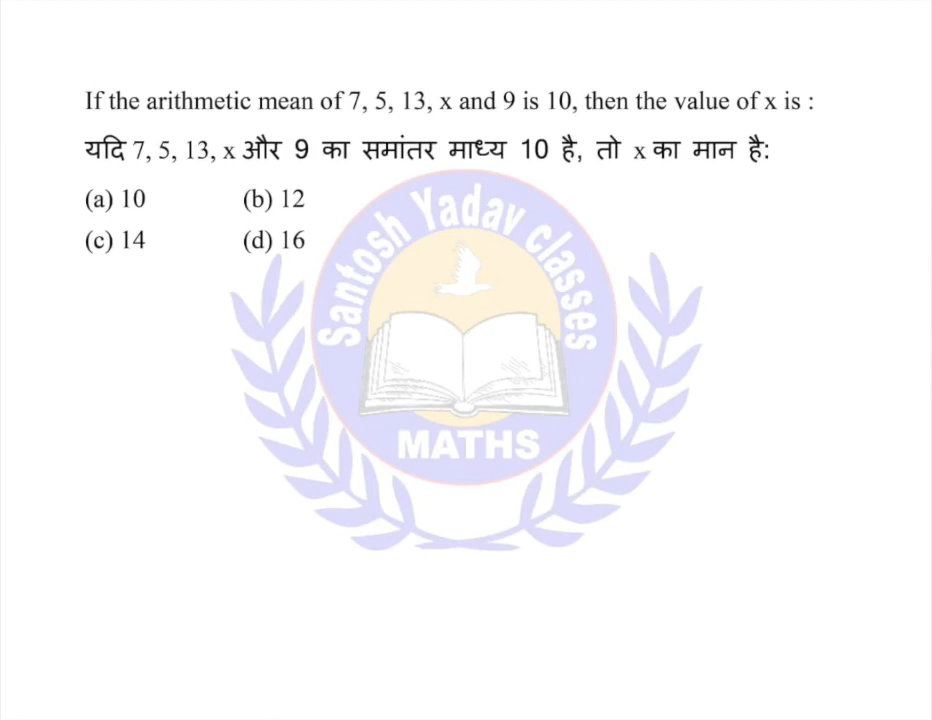 If the arithmetic mean of 7, 5, 13, x and 9 is 10, then the value of x is :
यदि 7, 5, 13, x और 9 का समांतर माध्य 10 है, तो x का मान है:
(a) 10 (b) 12
(c) 14 (d) 16
Santosh Yadav classes
MATHS